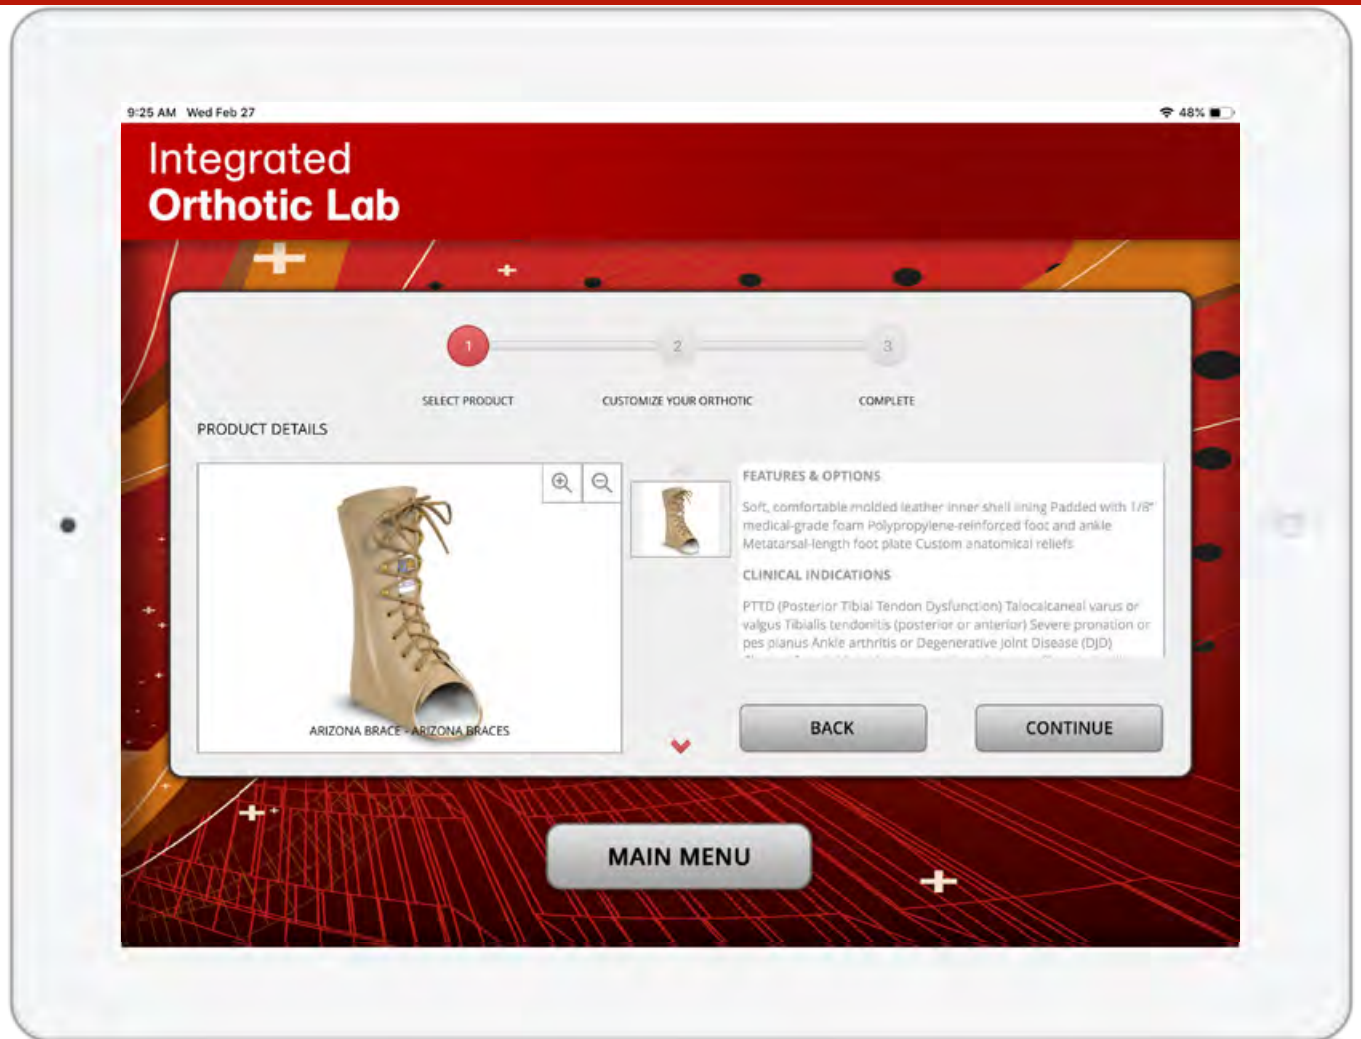 9:25 AM Wed Feb 27
48%
Integrated
Orthotic Lab
1
2
3
SELECT PRODUCT
CUSTOMIZE YOUR ORTHOTIC
COMPLETE
PRODUCT DETAILS
ARIZONA BRACE - ARIZONA BRACES
FEATURES & OPTIONS
Soft, comfortable molded leather inner shell lining Padded with 1/8"
medical-grade foam Polypropylene-reinforced foot and ankle
Metatarsal-length foot plate Custom anatomical reliefs
CLINICAL INDICATIONS
PTTD (Posterior Tibial Tendon Dysfunction) Talocalcaneal varus or
valgus Tibialis tendonitis (posterior or anterior) Severe pronation or
pes planus Ankle arthritis or Degenerative Joint Disease (DJD)
BACK
CONTINUE
MAIN MENU